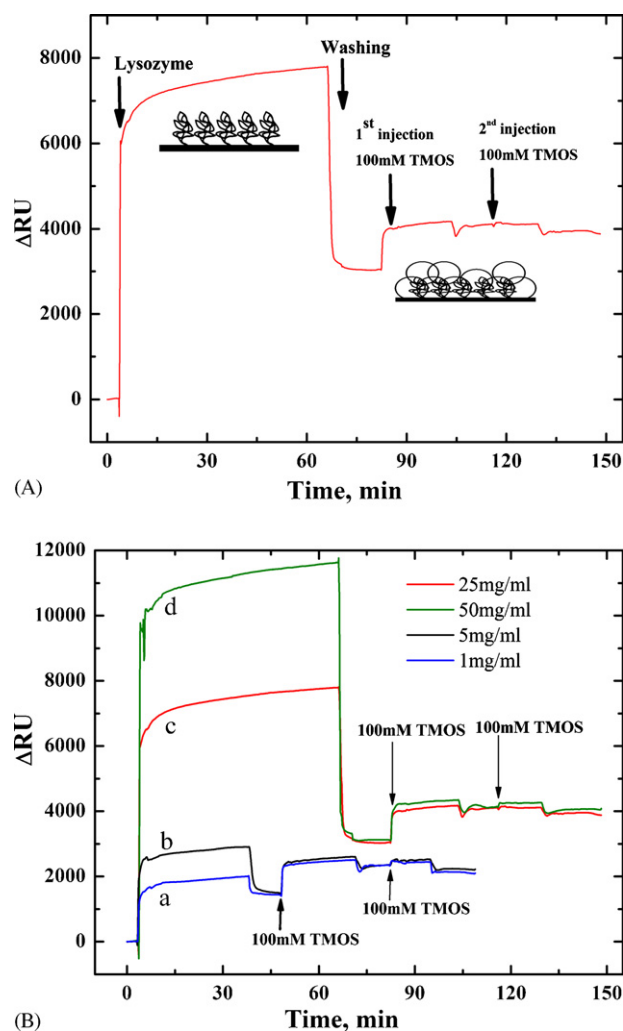 8000
6000
4000
2000
0
ΔRU
Lysozyme
Washing
1st injection
100mM TMOS
2nd injection
100mM TMOS
0 30 60 90 120 150
Time, min
(A)
12000
10000
8000
6000
4000
2000
0
ΔRU
25mg/ml
50mg/ml
5mg/ml
1mg/ml
d
c
b
a
100mM TMOS 100mM TMOS
100mM TMOS 100mM TMOS
0 30 60 90 120 150
Time, min
(B)